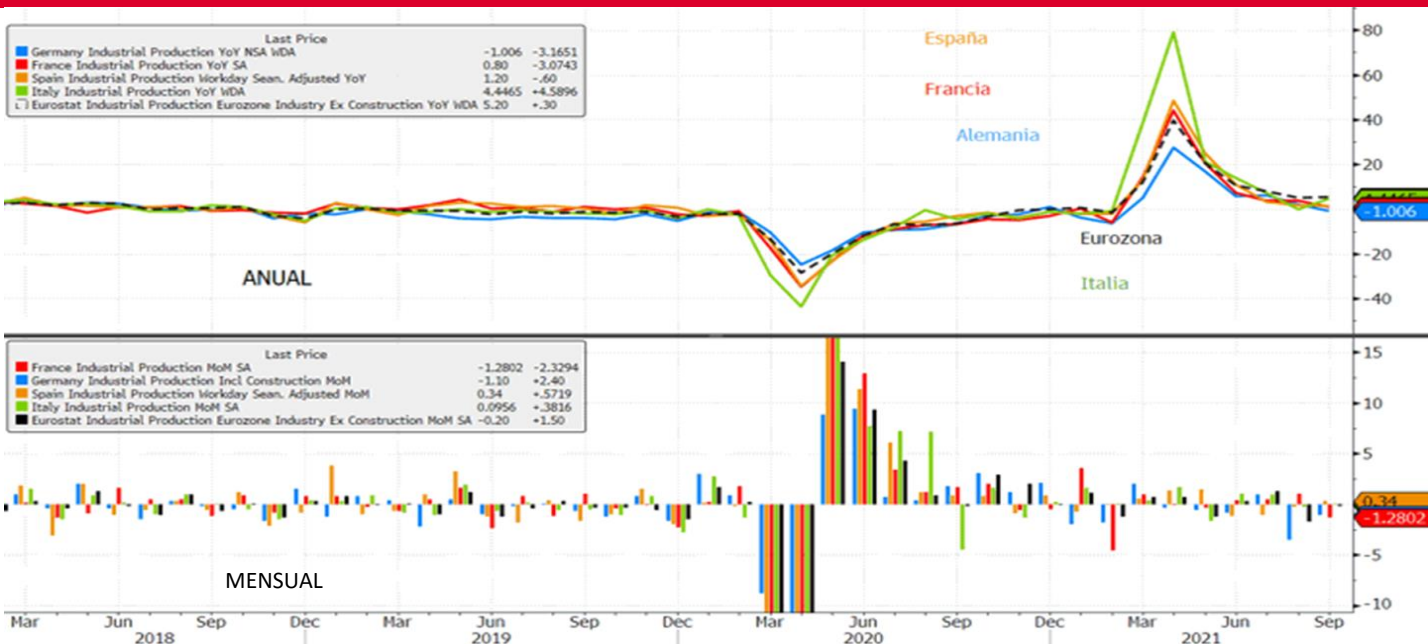 Last Price
Germany Industrial Production YoY NSA WDA -1.006 -3.1651
France Industrial Production YoY SA 0.80 -3.0743
Spain Industrial Production Workday Sean. Adjusted YoY 1.20 -.60
Italy Industrial Production YoY WDA 4.4465 +4.5896
Eurostat Industrial Production Eurozone Industry Ex Construction YoY WDA 5.20 +.30
España
Francia
Alemania
Eurozona
Italia
ANUAL
80
60
40
20
-1.006
-20
-40
Last Price
France Industrial Production MoM SA -1.2802 -2.3294
Germany Industrial Production Incl Construction MoM -1.10 +2.40
Spain Industrial Production Workday Sean. Adjusted MoM 0.34 +.5719
Italy Industrial Production MoM SA 0.0956 +.3816
Eurostat Industrial Production Eurozone Industry Ex Construction MoM SA -0.20 +1.50
MENSUAL
15
10
5
0.34
-1.2802
-5
-10
Mar Jun Sep Dec Mar Jun Sep Dec Mar Jun Sep Dec Mar Jun Sep
2018 2019 2020 2021